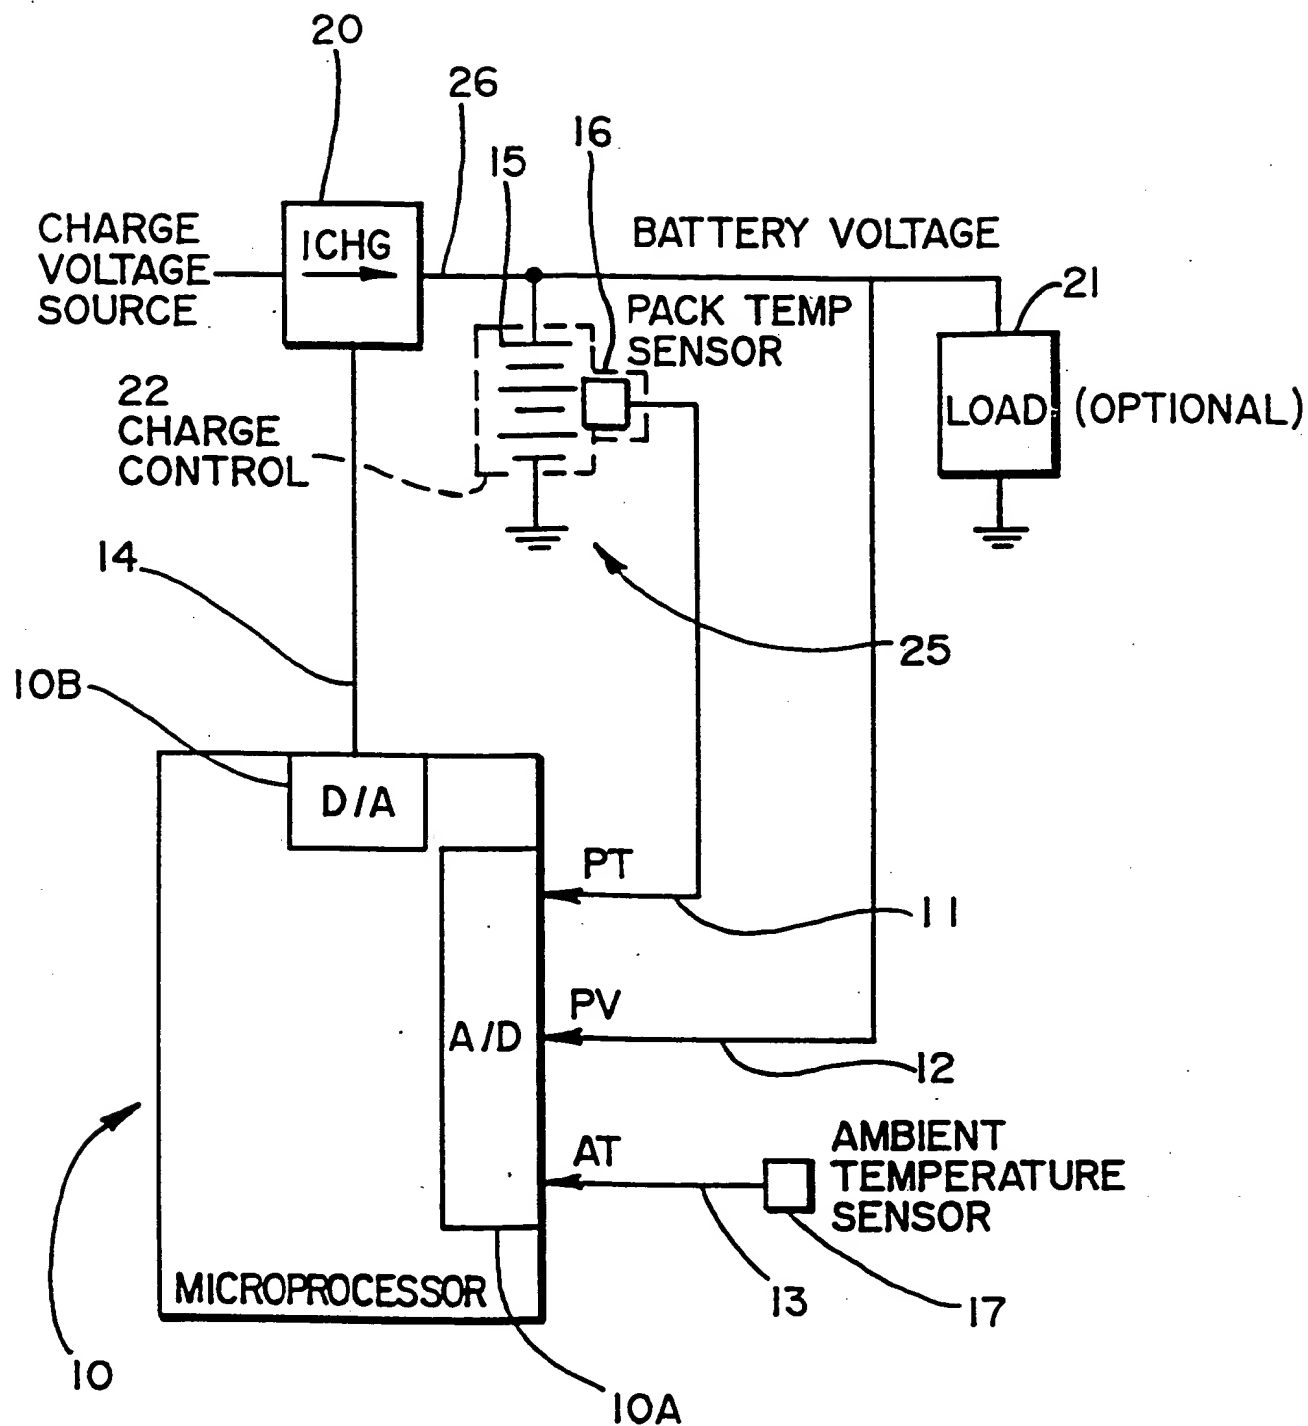 20
26
16
15
CHARGE
VOLTAGE
SOURCE
ICHG
BATTERY VOLTAGE
21
PACK TEMP
SENSOR
22
CHARGE
CONTROL
LOAD (OPTIONAL)
14
25
10B
D/A
PT
11
PV
A/D
12
AMBIENT
TEMPERATURE
SENSOR
AT
MICROPROCESSOR
13
17
10
10A